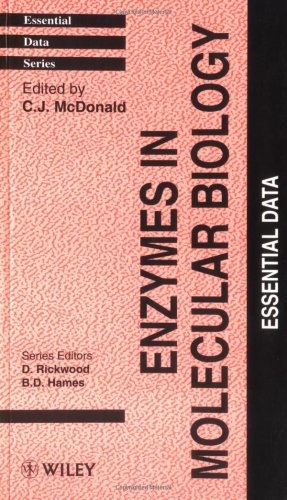 Essential
Data
Series
Edited by
C.J. McDonald
ENZYMES IN
MOLECULAR BIOLOGY
ESSENTIAL DATA
Series Editors
D. Rickwood
B.D. Hames
WILEY